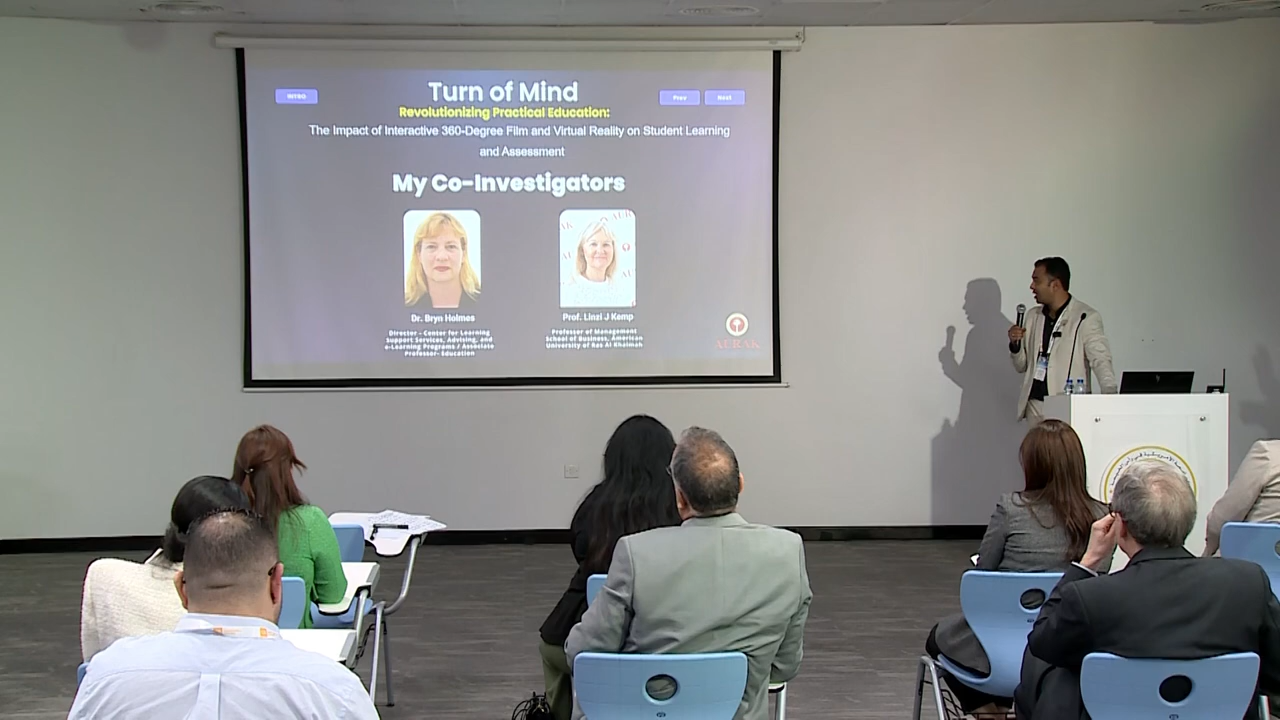 INTRO
Turn of Mind
Prev
Next
Revolutionizing Practical Education:
The Impact of Interactive 360-Degree Film and Virtual Reality on Student Learning
and Assessment
My Co-Investigators
Dr. Bryn Holmes
Director - Center for Learning
Support Services, Advising, and
e-Learning Programs / Associate
Professor- Education
Prof. Linzi J Kemp
Professor of Management
School of Business, American
University of Ras Al Khaimah
AURAK